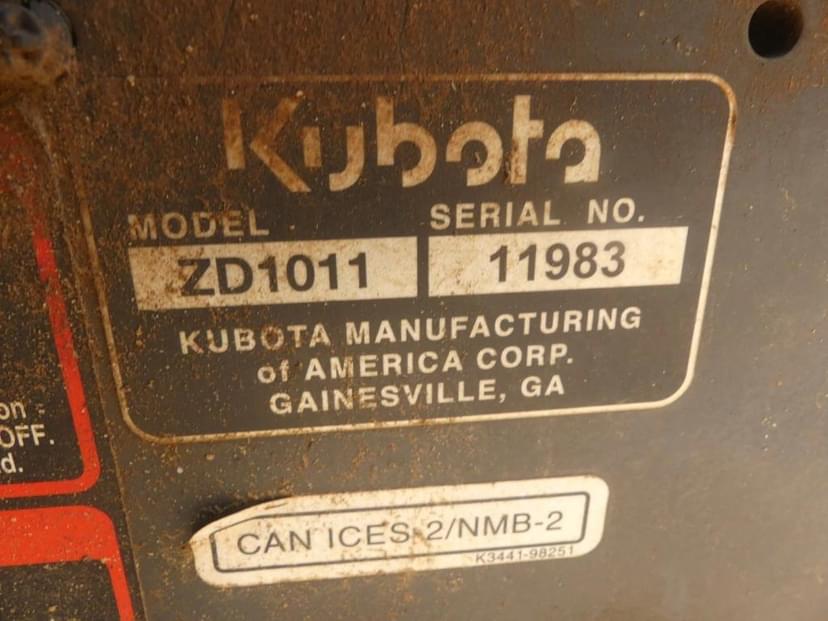 Kubota
MODEL SERIAL NO.
ZD1011 11983
KUBOTA MANUFACTURING
of AMERICA CORP.
GAINESVILLE, GA
on
OFF.
d.
CAN ICES-2/NMB-2
K3441-98251